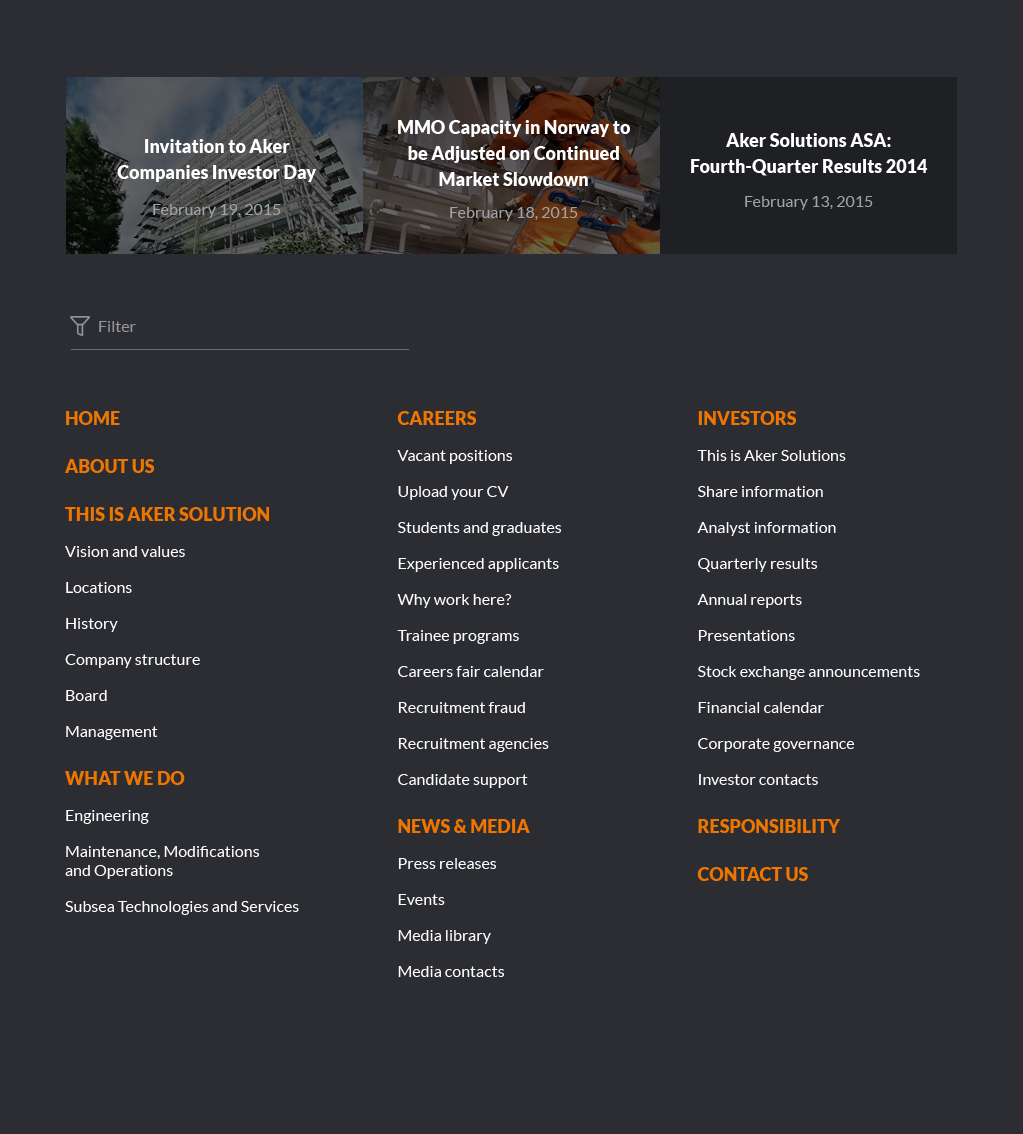 Invitation to Aker
Companies Investor Day
February 19, 2015
MMO Capacity in Norway to
be Adjusted on Continued
Market Slowdown
February 18, 2015
Aker Solutions ASA:
Fourth-Quarter Results 2014
February 13, 2015
Filter
HOME
ABOUT US
THIS IS AKER SOLUTION
Vision and values
Locations
History
Company structure
Board
Management
WHAT WE DO
Engineering
Maintenance, Modifications
and Operations
Subsea Technologies and Services
CAREERS
Vacant positions
Upload your CV
Students and graduates
Experienced applicants
Why work here?
Trainee programs
Careers fair calendar
Recruitment fraud
Recruitment agencies
Candidate support
NEWS & MEDIA
Press releases
Events
Media library
Media contacts
INVESTORS
This is Aker Solutions
Share information
Analyst information
Quarterly results
Annual reports
Presentations
Stock exchange announcements
Financial calendar
Corporate governance
Investor contacts
RESPONSIBILITY
CONTACT US